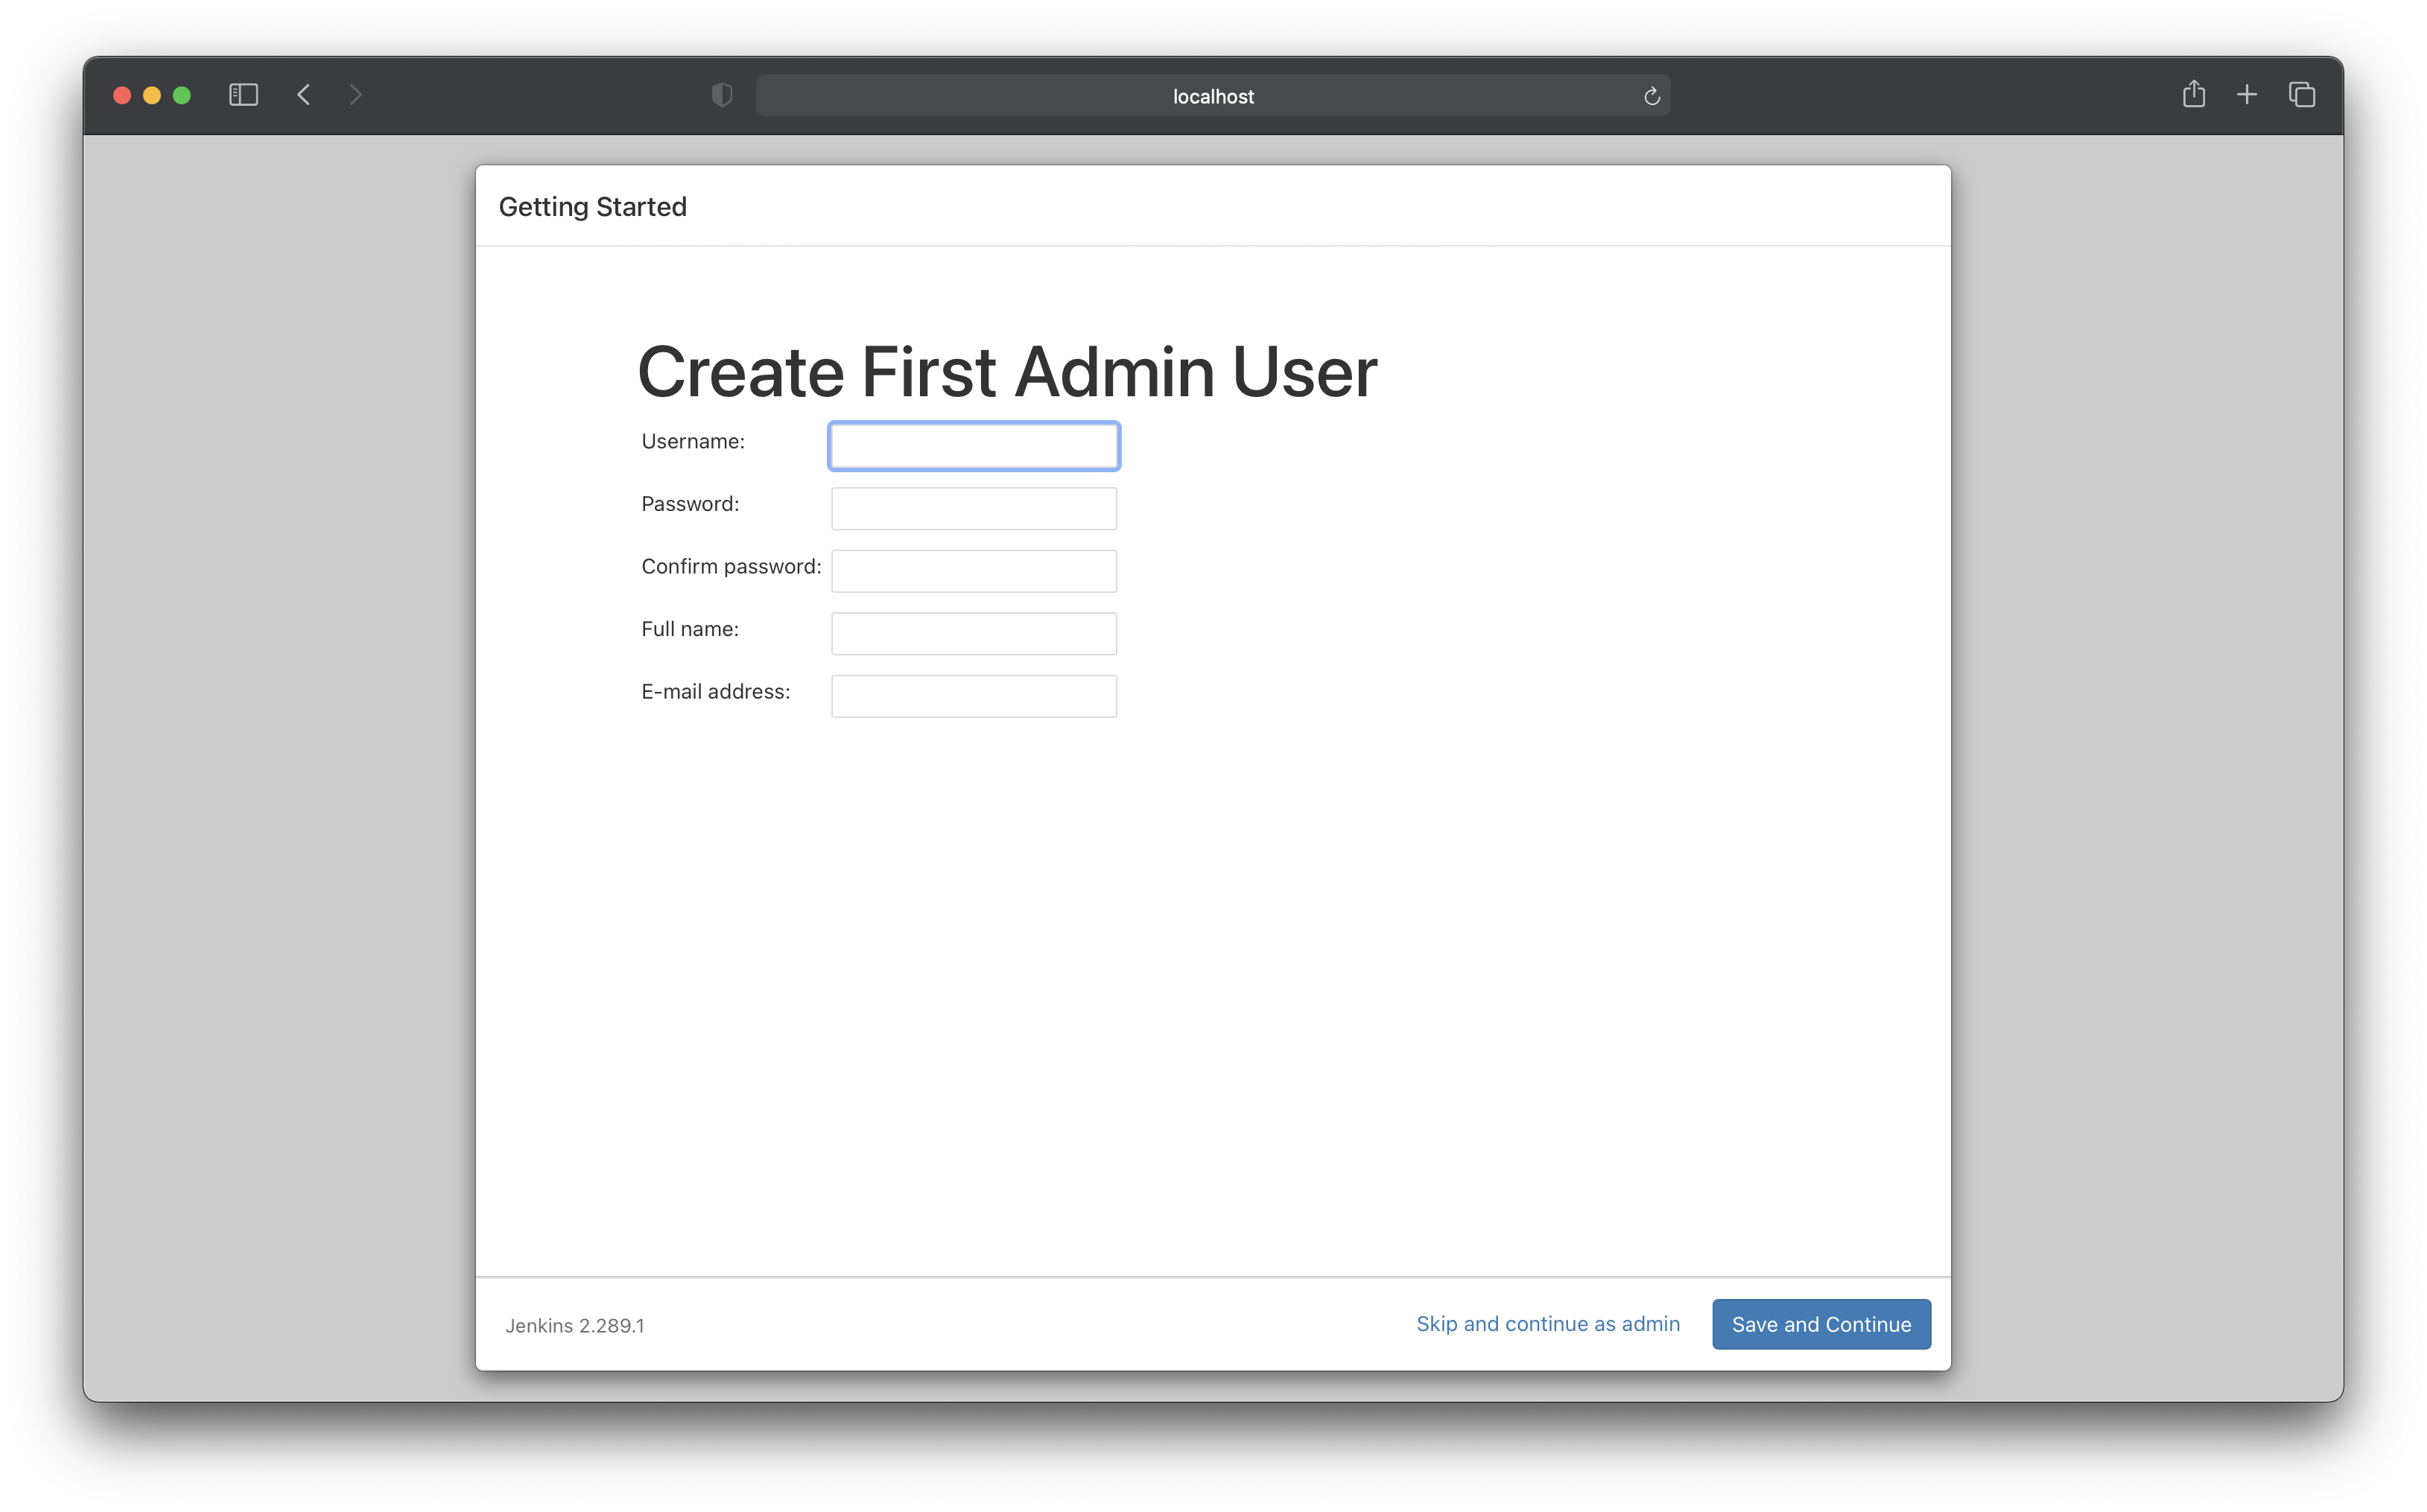 localhost
Getting Started
Create First Admin User
Username:
Password:
Confirm password:
Full name:
E-mail address:
Jenkins 2.289.1
Skip and continue as admin
Save and Continue